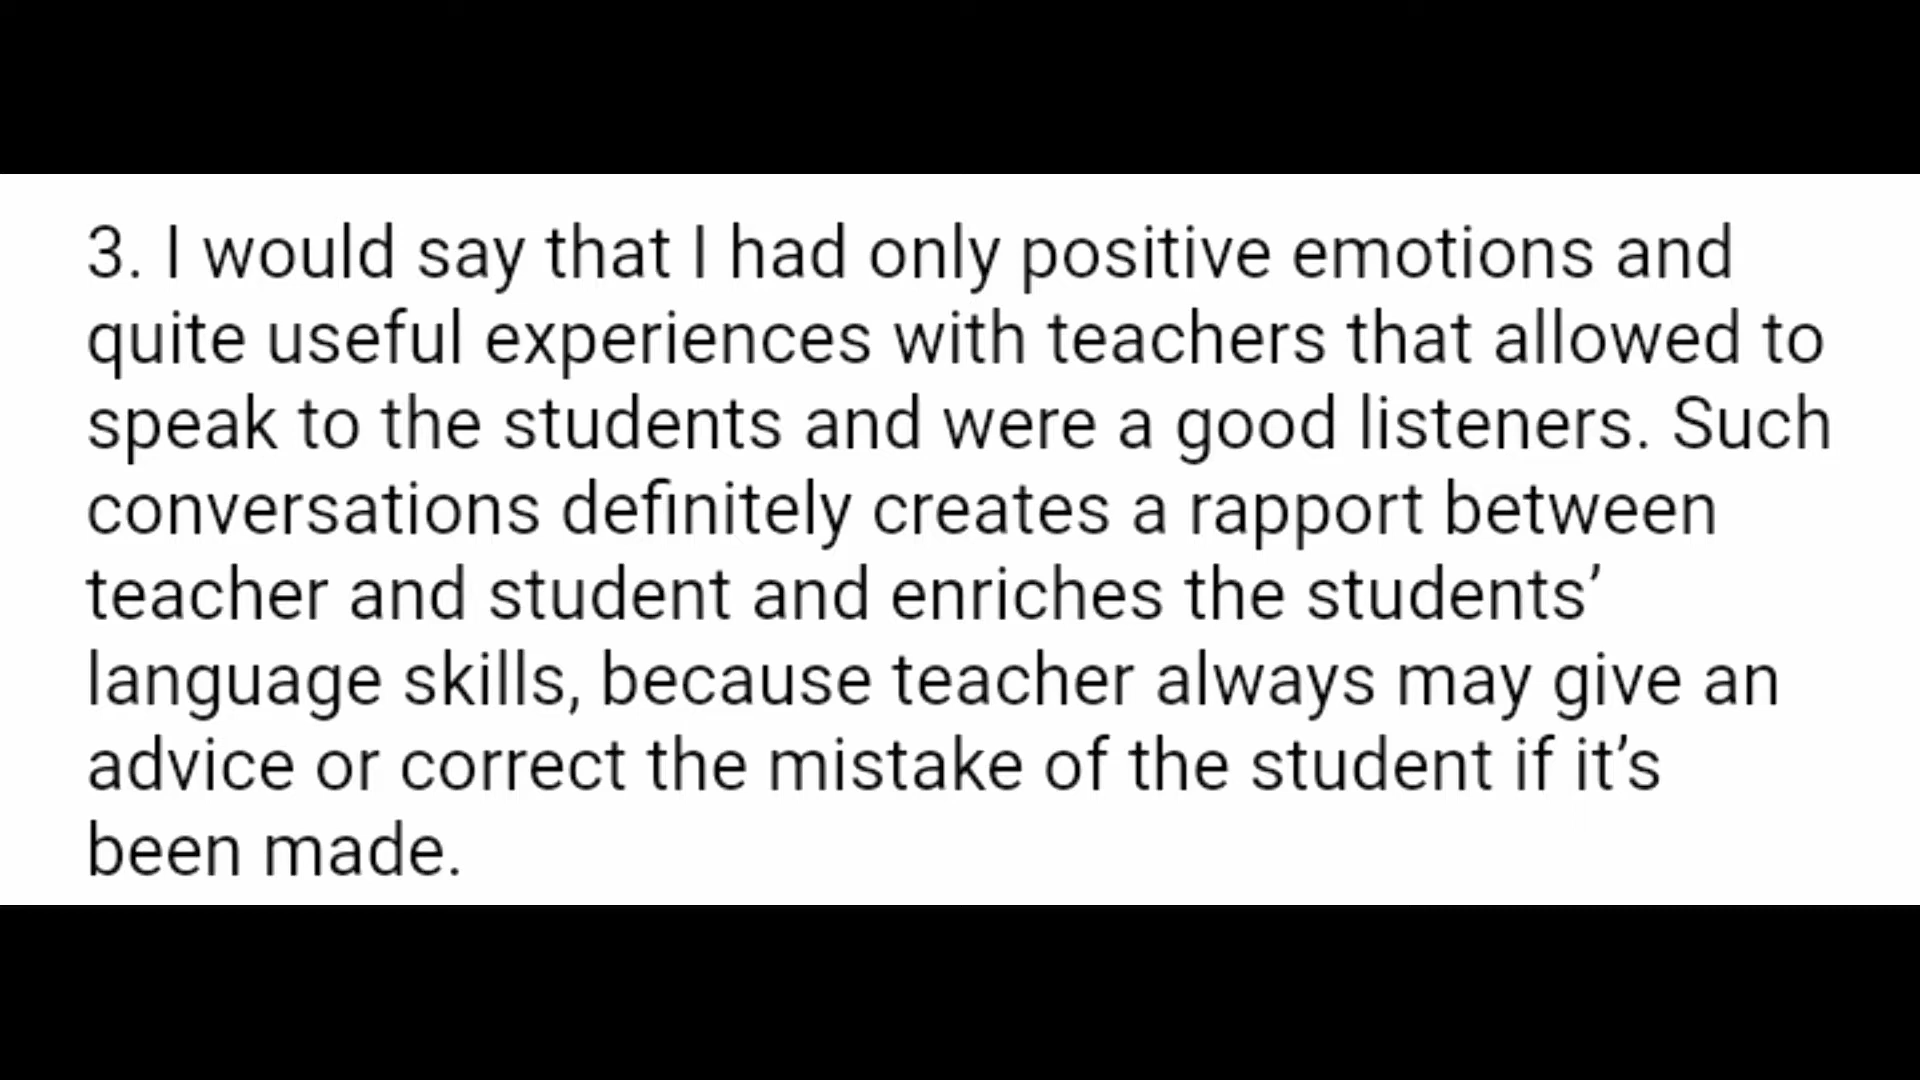 3. I would say that I had only positive emotions and
quite useful experiences with teachers that allowed to
speak to the students and were a good listeners. Such
conversations definitely creates a rapport between
teacher and student and enriches the students’
language skills, because teacher always may give an
advice or correct the mistake of the student if it’s
been made.